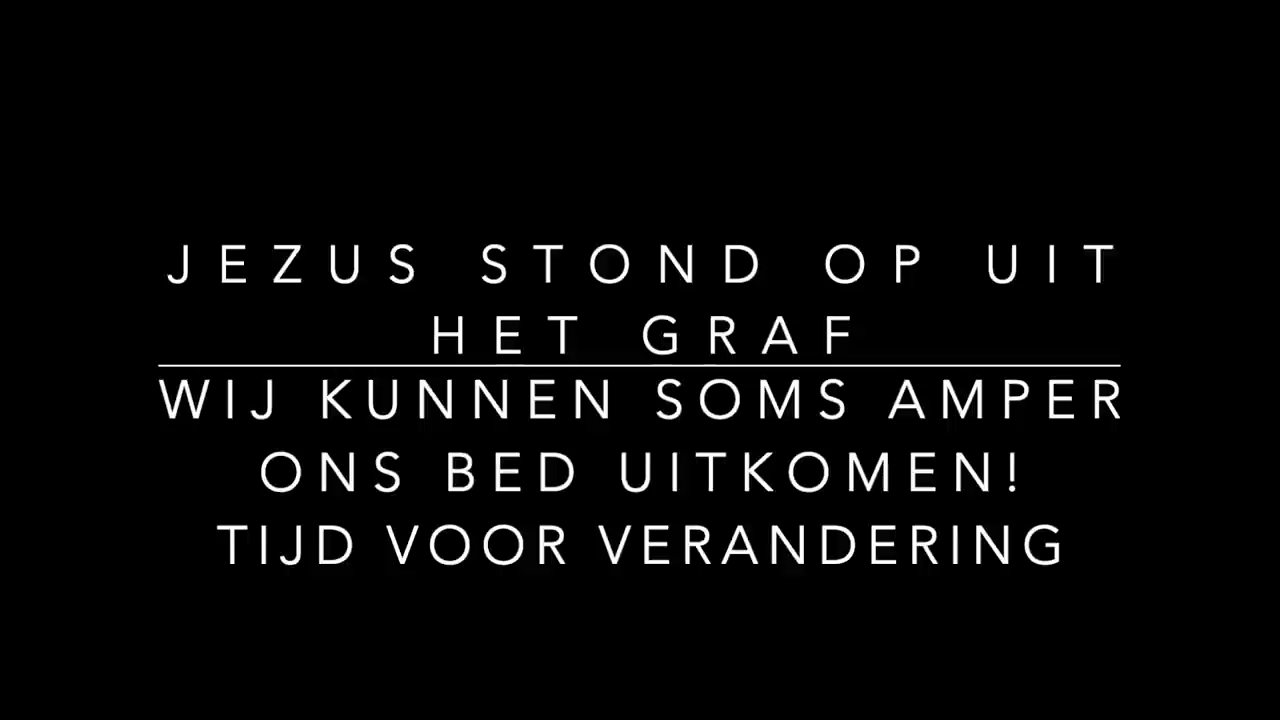 JEZUS STOND OP UIT
HET GRAF
WIJ KUNNEN SOMS AMPER
ONS BED UITKOMEN!
TIJD VOOR VERANDERING